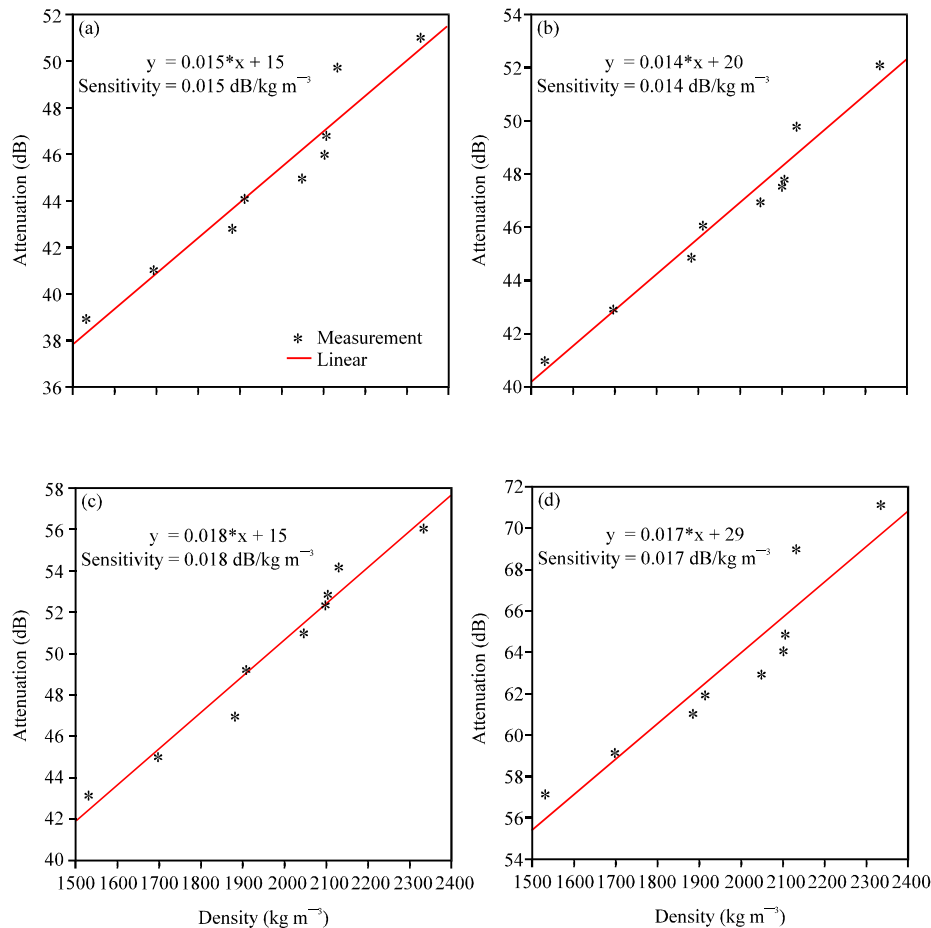 (a)
y = 0.015*x + 15
Sensitivity = 0.015 dB/kg m⁻³
52
50
48
46
44
42
40
38
36
Attenuation (dB)
* Measurement
Linear
(b)
y = 0.014*x + 20
Sensitivity = 0.014 dB/kg m⁻³
54
52
50
48
46
44
42
40
Attenuation (dB)
(c)
y = 0.018*x + 15
Sensitivity = 0.018 dB/kg m⁻³
58
56
54
52
50
49
48
46
44
42
40
Attenuation (dB)
1500 1600 1700 1800 1900 2000 2100 2200 2300 2400
Density (kg m⁻³)
(d)
y = 0.017*x + 29
Sensitivity = 0.017 dB/kg m⁻³
72
70
68
66
64
62
60
58
56
54
Attenuation (dB)
1500 1600 1700 1800 1900 2000 2100 2200 2300 2400
Density (kg m⁻³)